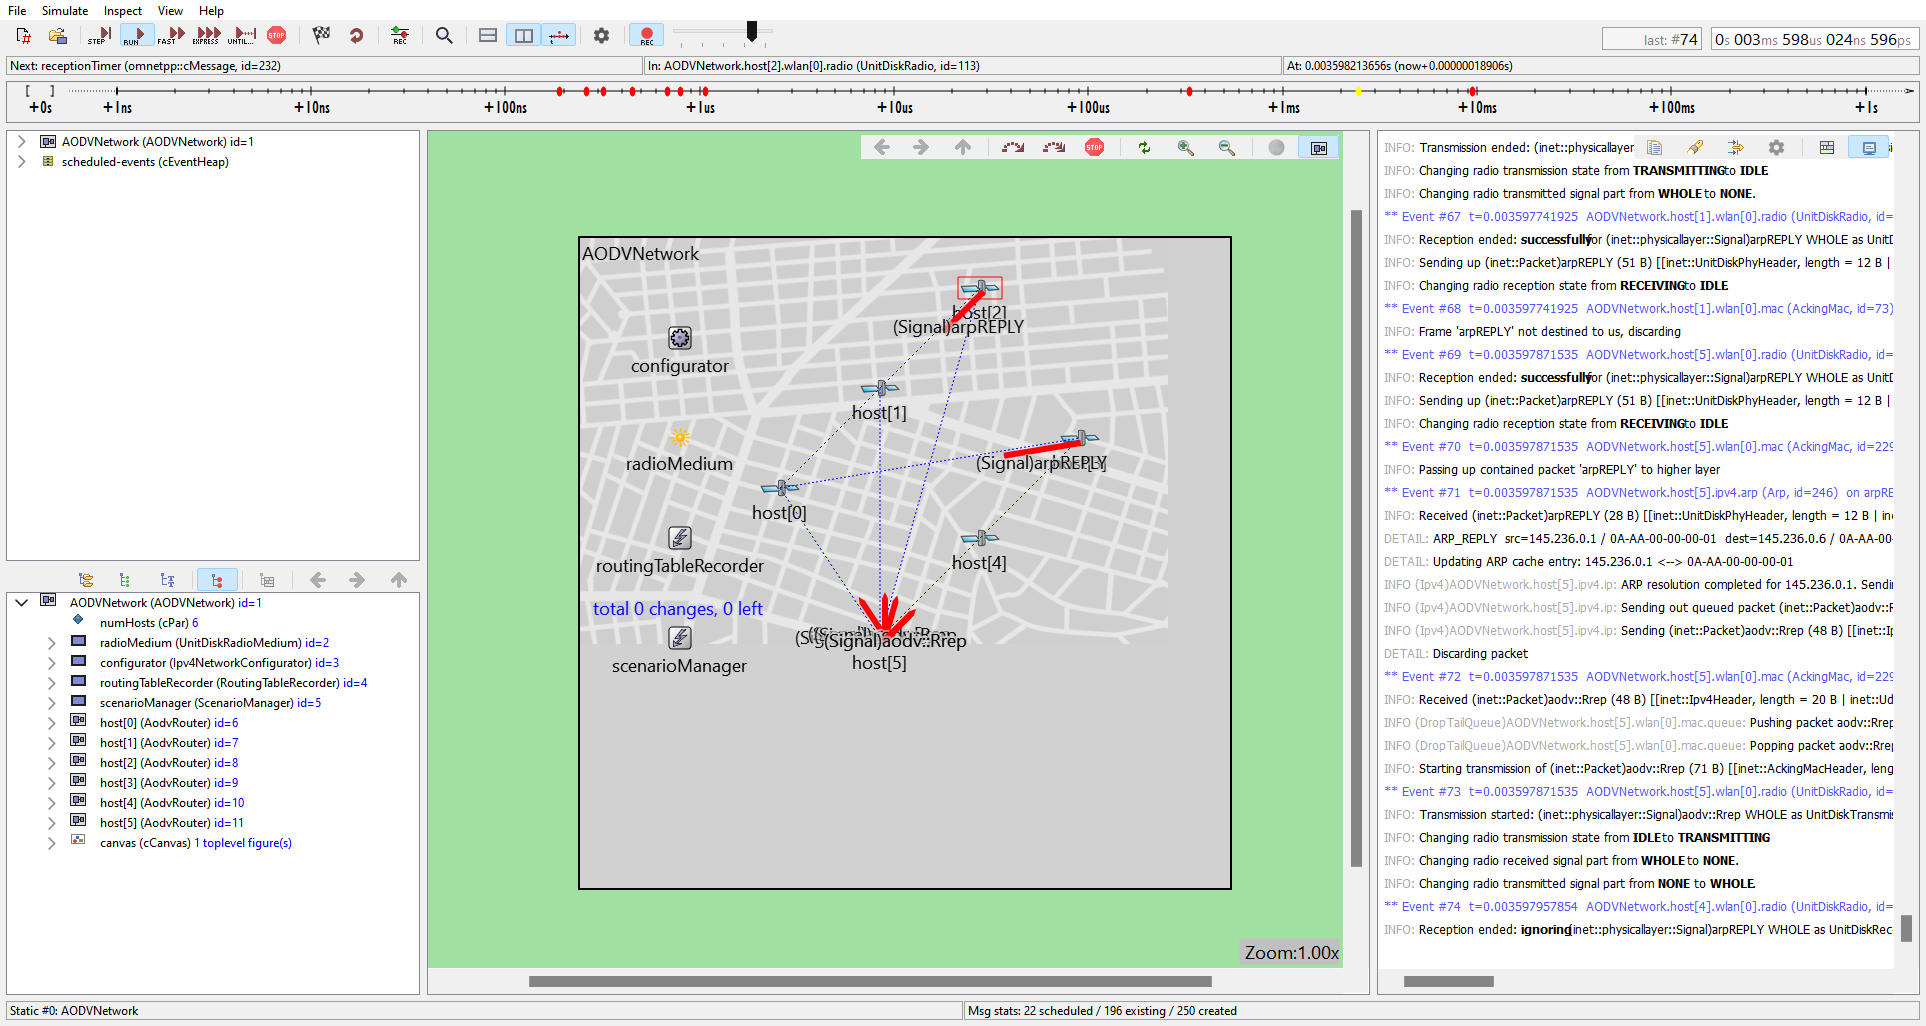 File Simulate Inspect View Help
STEP RUN FAST EXPRESS UNTIL... STOP REC REC
last: #74
0s 003ms 598us 024ns 596ps
Next: receptionTimer (omnetpp::cMessage, id=232)
In: AODVNetwork.host[2].wlan[0].radio (UnitDiskRadio, id=113)
At: 0.003598213656s (now+0.00000018906s)
+0s +1ns +10ns +100ns +1us +10us +100us +1ms +10ms +100ms +1s
AODVNetwork (AODVNetwork) id=1
scheduled-events (cEventHeap)
AODVNetwork (AODVNetwork) id=1
numHosts (cPar) 6
radioMedium (UnitDiskRadioMedium) id=2
configurator (Ipv4NetworkConfigurator) id=3
routingTableRecorder (RoutingTableRecorder) id=4
scenarioManager (ScenarioManager) id=5
host[0] (AodvRouter) id=6
host[1] (AodvRouter) id=7
host[2] (AodvRouter) id=8
host[3] (AodvRouter) id=9
host[4] (AodvRouter) id=10
host[5] (AodvRouter) id=11
canvas (cCanvas) 1 toplevel figure(s)
STOP
AODVNetwork
host[2]
(Signal)arpREPLY
configurator
host[1]
radioMedium
(Signal)arpREPLY
host[0]
routingTableRecorder
host[4]
total 0 changes, 0 left
(Signal)aodv::Rrep
host[5]
scenarioManager
Zoom:1.00x
INFO: Transmission ended: (inet::physicallayer
INFO: Changing radio transmission state from TRANSMITTING to IDLE
INFO: Changing radio transmitted signal part from WHOLE to NONE.
** Event #67 t=0.003597741925 AODVNetwork.host[1].wlan[0].radio (UnitDiskRadio, id=
INFO: Reception ended: successfully for (inet::physicallayer::Signal)arpREPLY WHOLE as UnitD
INFO: Sending up (inet::Packet)arpREPLY (51 B) [[inet::UnitDiskPhyHeader, length = 12 B |
INFO: Changing radio reception state from RECEIVING to IDLE
** Event #68 t=0.003597741925 AODVNetwork.host[1].wlan[0].mac (AckingMac, id=73)
INFO: Frame 'arpREPLY' not destined to us, discarding
** Event #69 t=0.003597871535 AODVNetwork.host[5].wlan[0].radio (UnitDiskRadio, id=
INFO: Reception ended: successfully for (inet::physicallayer::Signal)arpREPLY WHOLE as UnitD
INFO: Sending up (inet::Packet)arpREPLY (51 B) [[inet::UnitDiskPhyHeader, length = 12 B |
INFO: Changing radio reception state from RECEIVING to IDLE
** Event #70 t=0.003597871535 AODVNetwork.host[5].wlan[0].mac (AckingMac, id=229
INFO: Passing up contained packet 'arpREPLY' to higher layer
** Event #71 t=0.003597871535 AODVNetwork.host[5].ipv4.arp (Arp, id=246) on arpRE
INFO: Received (inet::Packet)arpREPLY (28 B) [[inet::UnitDiskPhyHeader, length = 12 B | in
DETAIL: ARP_REPLY src=145.236.0.1 / 0A-AA-00-00-00-01 dest=145.236.0.6 / 0A-AA-00-
DETAIL: Updating ARP cache entry: 145.236.0.1 <--> 0A-AA-00-00-00-01
INFO (Ipv4)AODVNetwork.host[5].ipv4.ip: ARP resolution completed for 145.236.0.1. Sendi
INFO (Ipv4)AODVNetwork.host[5].ipv4.ip: Sending out queued packet (inet::Packet)aodv::R
INFO (Ipv4)AODVNetwork.host[5].ipv4.ip: Sending (inet::Packet)aodv::Rrep (48 B) [[inet::Ip
DETAIL: Discarding packet
** Event #72 t=0.003597871535 AODVNetwork.host[5].wlan[0].mac (AckingMac, id=229
INFO: Received (inet::Packet)aodv::Rrep (48 B) [[inet::Ipv4Header, length = 20 B | inet::Ud
INFO (DropTailQueue)AODVNetwork.host[5].wlan[0].mac.queue: Pushing packet aodv::Rrep
INFO (DropTailQueue)AODVNetwork.host[5].wlan[0].mac.queue: Popping packet aodv::Rrep
INFO: Starting transmission of (inet::Packet)aodv::Rrep (71 B) [[inet::AckingMacHeader, leng
** Event #73 t=0.003597871535 AODVNetwork.host[5].wlan[0].radio (UnitDiskRadio, id=
INFO: Transmission started: (inet::physicallayer::Signal)aodv::Rrep WHOLE as UnitDiskTransmis
INFO: Changing radio transmission state from IDLE to TRANSMITTING
INFO: Changing radio received signal part from WHOLE to NONE.
INFO: Changing radio transmitted signal part from NONE to WHOLE.
** Event #74 t=0.003597957854 AODVNetwork.host[4].wlan[0].radio (UnitDiskRadio, id=
INFO: Reception ended: ignoring (inet::physicallayer::Signal)arpREPLY WHOLE as UnitDiskRec
Static #0: AODVNetwork
Msg stats: 22 scheduled / 196 existing / 250 created